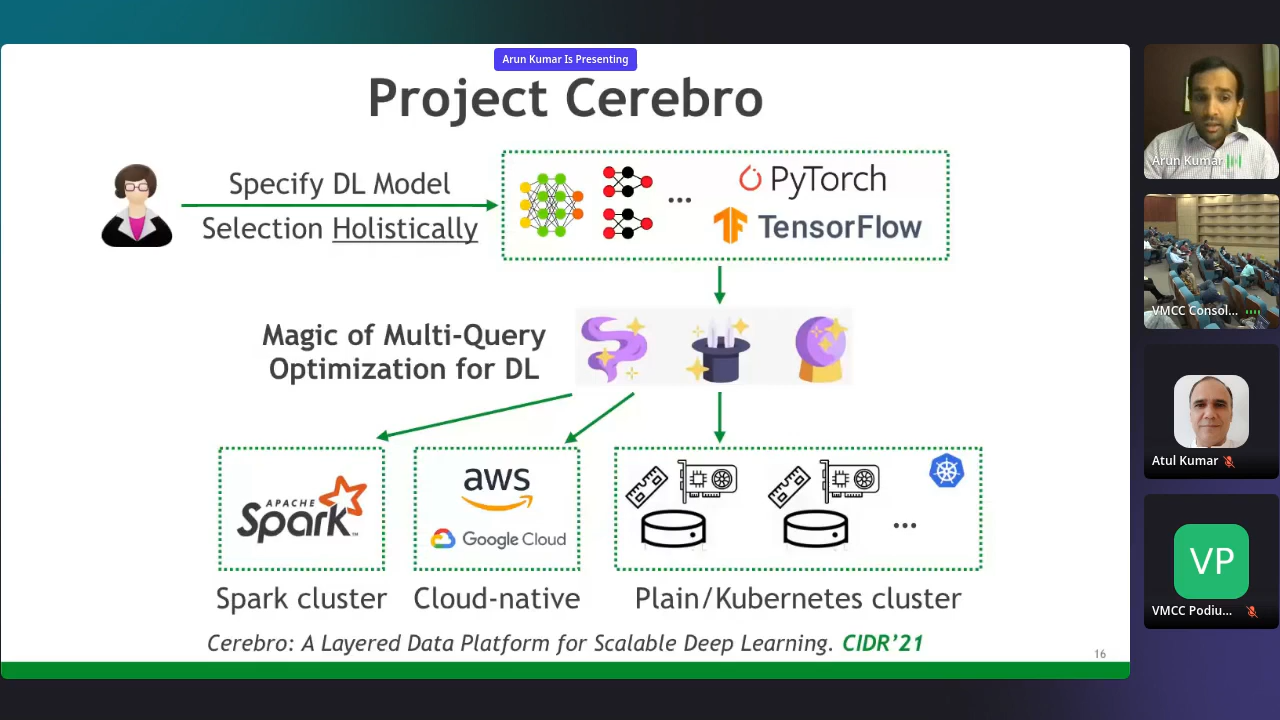 Arun Kumar Is Presenting
Project Cerebro
Specify DL Model
Selection Holistically
...
PyTorch
TensorFlow
Magic of Multi-Query
Optimization for DL
APACHE
Spark™
aws
Google Cloud
...
Spark cluster
Cloud-native
Plain/Kubernetes cluster
Cerebro: A Layered Data Platform for Scalable Deep Learning. CIDR’21
16
Arun Kumar
VMCC Consol...
Atul Kumar
VP
VMCC Podiu...